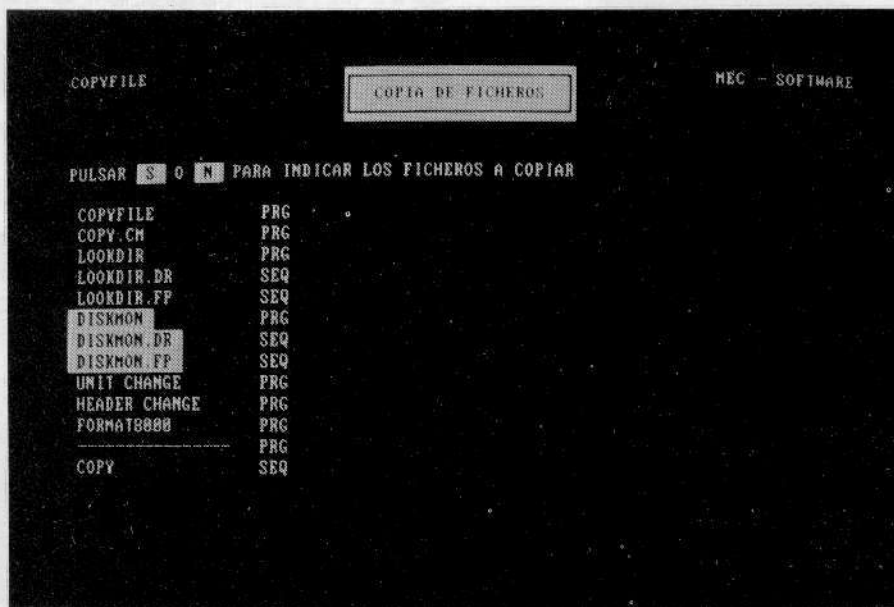 COPYFILE
COPIA DE FICHEROS
MEC - SOFTWARE
PULSAR S O N PARA INDICAR LOS FICHEROS A COPIAR
COPYFILE PRG
COPY.CM PRG
LOOKDIR PRG
LOOKDIR.DR SEQ
LOOKDIR.FP SEQ
DISKMON PRG
DISKMON.DR SEQ
DISKMON.FP SEQ
UNIT CHANGE PRG
HEADER CHANGE PRG
FORMAT8000 PRG
-------------------- PRG
COPY SEQ